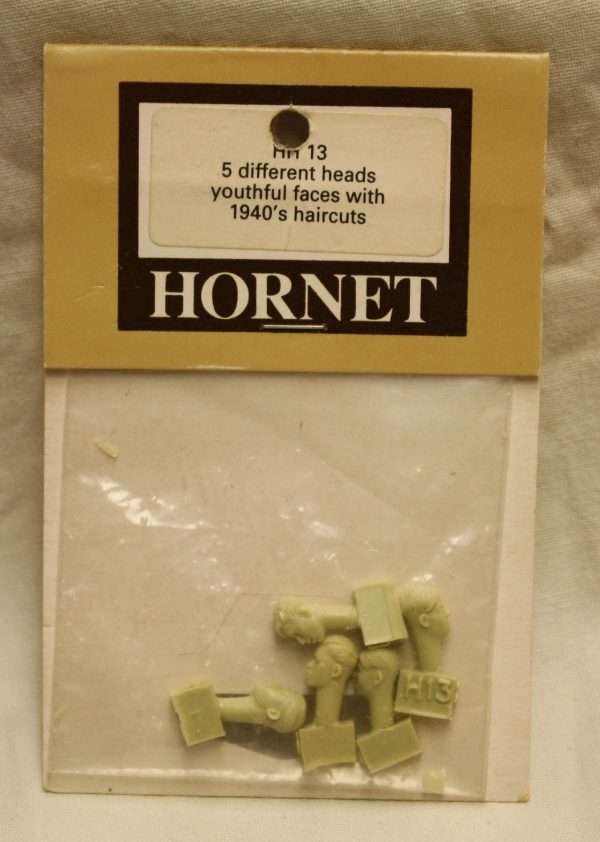 HH 13
5 different heads
youthful faces with
1940's haircuts
HORNET
H13